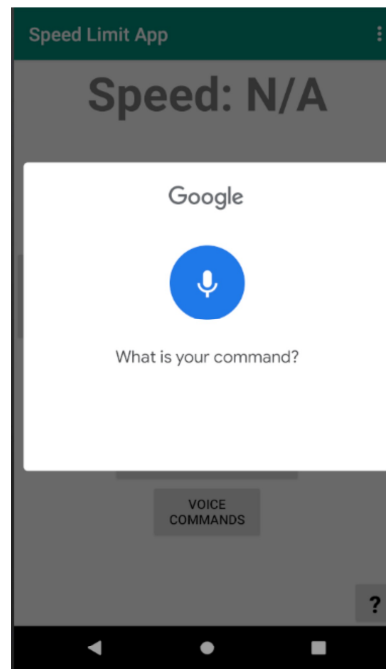 Speed Limit App
Speed: N/A
Google
What is your command?
VOICE
COMMANDS
?